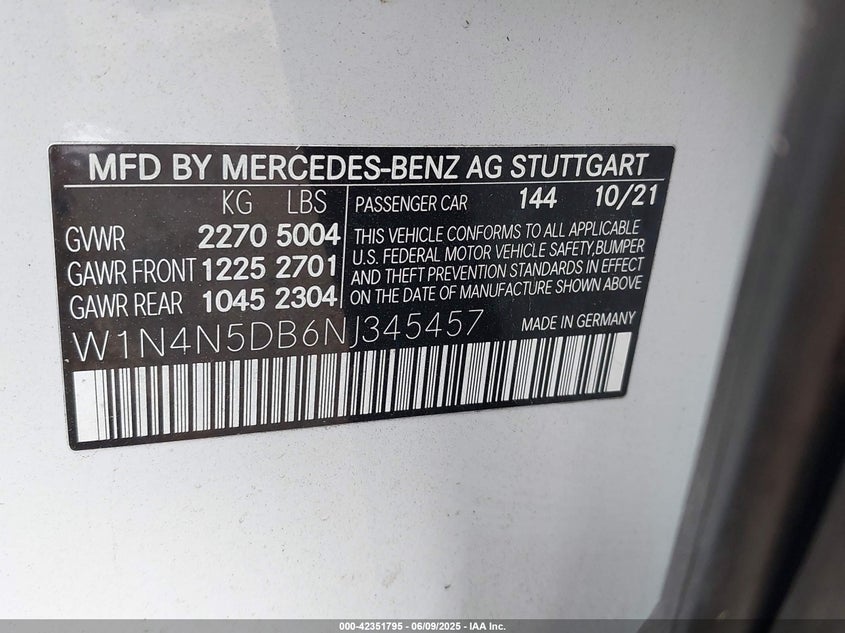 MFD BY MERCEDES-BENZ AG STUTTGART
KG LBS
GVWR 2270 5004
GAWR FRONT 1225 2701
GAWR REAR 1045 2304
PASSENGER CAR 144 10/21
THIS VEHICLE CONFORMS TO ALL APPLICABLE
U.S. FEDERAL MOTOR VEHICLE SAFETY,BUMPER
AND THEFT PREVENTION STANDARDS IN EFFECT
ON THE DATE OF MANUFACTURE SHOWN ABOVE
W1N4N5DB6NJ345457 MADE IN GERMANY
000-42351795 - 06/09/2025 - IAA Inc.